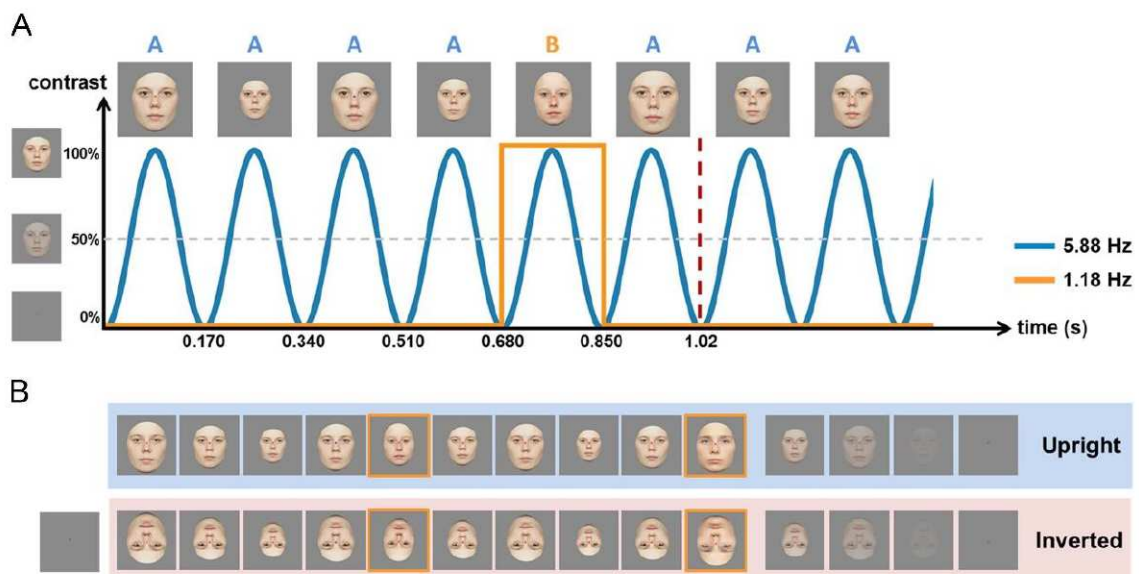 A
A A A A B A A A
contrast
100%
50%
0%
5.88 Hz
1.18 Hz
0.170 0.340 0.510 0.680 0.850 1.02 time (s)
B
Upright
Inverted